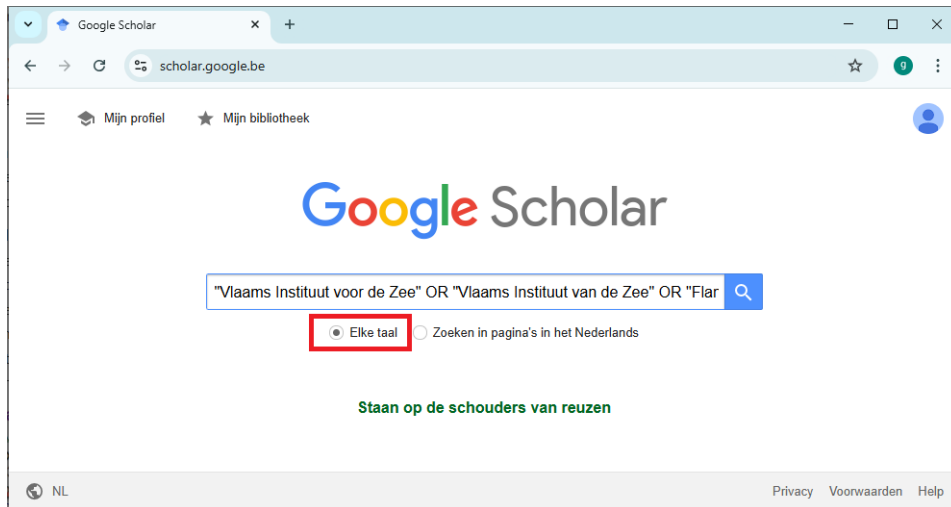 Google Scholar
scholar.google.be
g
Mijn profiel Mijn bibliotheek
Google Scholar
"Vlaams Instituut voor de Zee" OR "Vlaams Instituut van de Zee" OR "Flar
Elke taal Zoeken in pagina's in het Nederlands
Staan op de schouders van reuzen
NL Privacy Voorwaarden Help